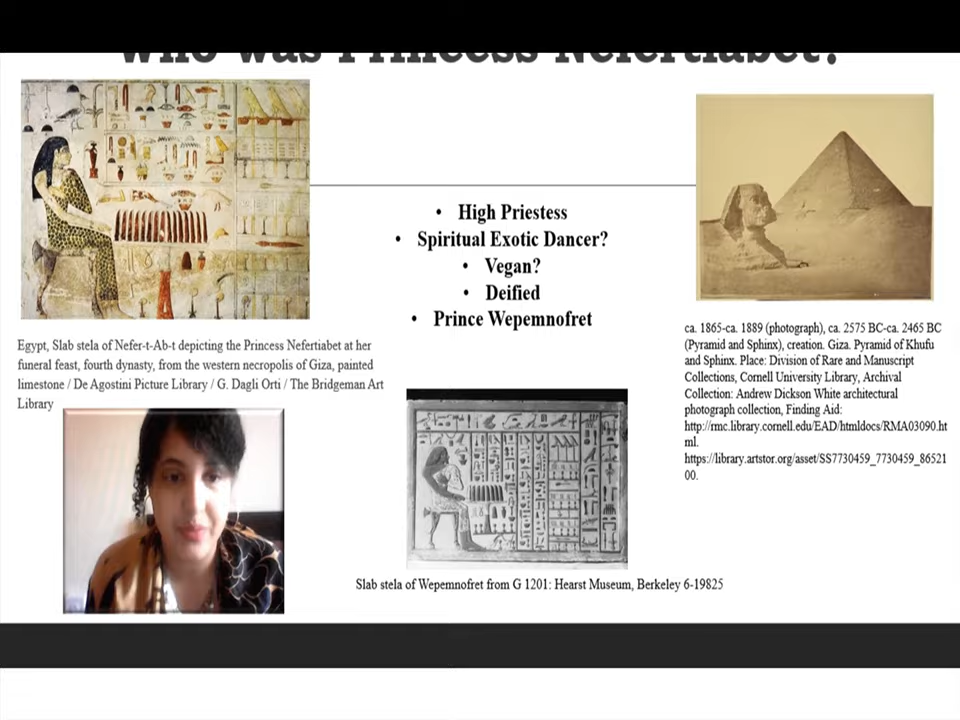 Who was Princess Nefertiabet?
• High Priestess
• Spiritual Exotic Dancer?
• Vegan?
• Deified
• Prince Wepemnofret
Egypt, Slab stela of Nefer-t-Ab-t depicting the Princess Nefertiabet at her
funeral feast, fourth dynasty, from the western necropolis of Giza, painted
limestone / De Agostini Picture Library / G. Dagli Orti / The Bridgeman Art
Library
ca. 1865-ca. 1889 (photograph), ca. 2575 BC-ca. 2465 BC
(Pyramid and Sphinx), creation. Giza. Pyramid of Khufu
and Sphinx. Place: Division of Rare and Manuscript
Collections, Cornell University Library, Archival
Collection: Andrew Dickson White architectural
photograph collection, Finding Aid:
http://rmc.library.cornell.edu/EAD/htmldocs/RMA03090.ht
ml.
https://library.artstor.org/asset/SS7730459_7730459_86521
00.
Slab stela of Wepemnofret from G 1201: Hearst Museum, Berkeley 6-19825